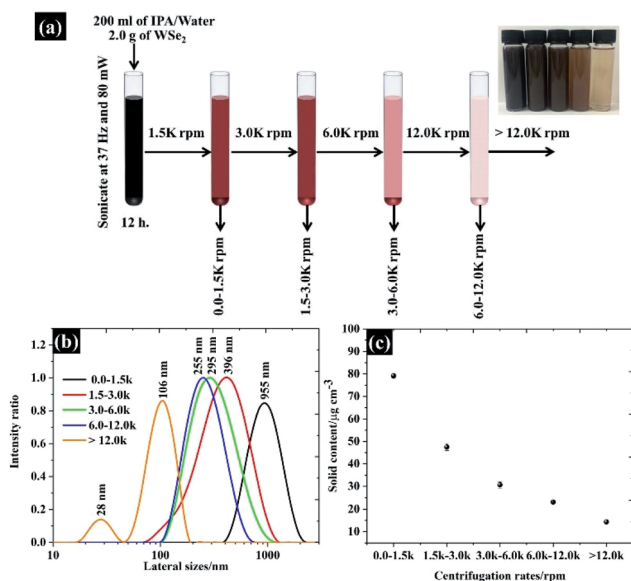 (a)
200 ml of IPA/Water
2.0 g of WSe2
Sonicate at 37 Hz and 80 mW
12 h.
1.5K rpm
3.0K rpm
6.0K rpm
12.0K rpm
> 12.0K rpm
0.0-1.5K rpm
1.5-3.0K rpm
3.0-6.0K rpm
6.0-12.0K rpm
(b)
Intensity ratio
1.2
1.0
0.8
0.6
0.4
0.2
0.0
0.0-1.5k
1.5-3.0k
3.0-6.0k
6.0-12.0k
> 12.0k
28 nm
106 nm
255 nm
295 nm
396 nm
955 nm
10
100
1000
Lateral sizes/nm
(c)
Solid content/µg cm-3
100
90
80
70
60
50
40
30
20
10
0.0-1.5k
1.5k-3.0k
3.0k-6.0k
6.0k-12.0k
>12.0k
Centrifugation rates/rpm